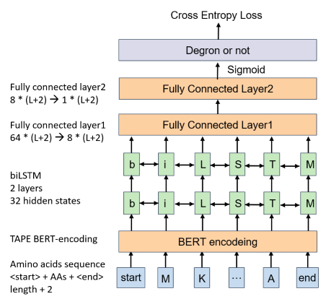 Cross Entropy Loss
Degron or not
Sigmoid
Fully connected layer2
8 * (L+2) → 1 * (L+2)
Fully Connected Layer2
Fully connected layer1
64 * (L+2) → 8 * (L+2)
Fully Connected Layer1
b i L S T M
biLSTM
2 layers
32 hidden states
b i L S T M
TAPE BERT-encoding
BERT encodeing
Amino acids sequence
<start> + AAs + <end>
length + 2
start M K ... A end